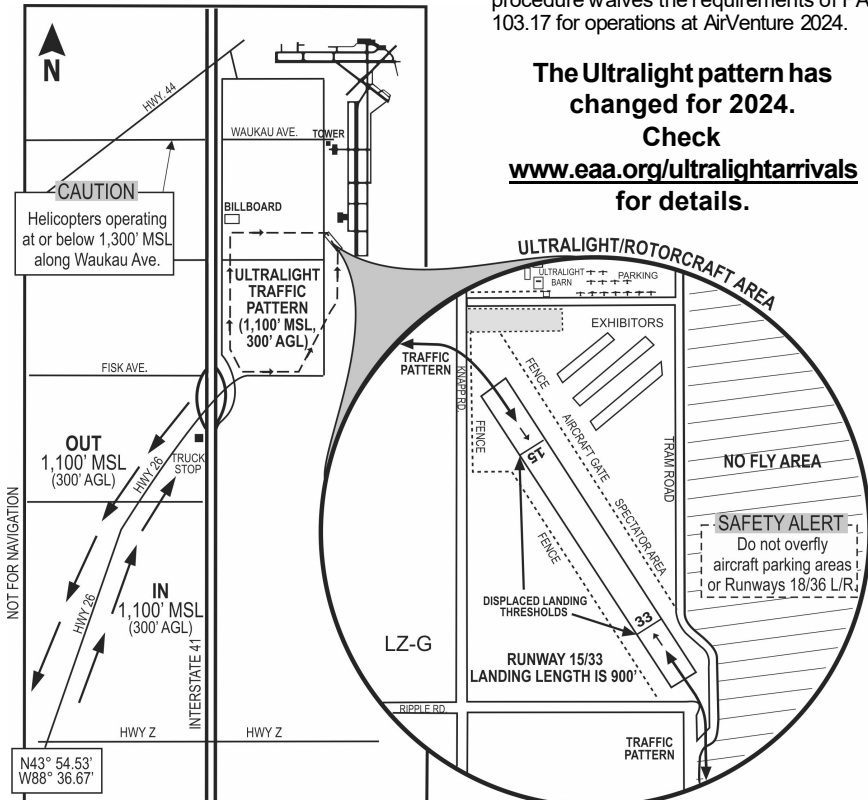 procedure waives the requirements of
103.17 for operations at AirVenture 2024.
The Ultralight pattern has
changed for 2024.
Check
www.eaa.org/ultralightarrivals
for details.
N
HWY. 44
WAUKAU AVE.
TOWER
CAUTION
Helicopters operating
at or below 1,300' MSL
along Waukau Ave.
BILLBOARD
ULTRALIGHT
TRAFFIC
PATTERN
(1,100' MSL,
300' AGL)
FISK AVE.
OUT
1,100' MSL
(300' AGL)
HWY 26
TRUCK
STOP
IN
1,100' MSL
(300' AGL)
HWY 26
INTERSTATE 41
NOT FOR NAVIGATION
HWY Z
HWY Z
N43° 54.53'
W88° 36.67'
ULTRALIGHT/ROTORCRAFT AREA
ULTRALIGHT
BARN
PARKING
EXHIBITORS
TRAFFIC
PATTERN
KNAPP RD.
FENCE
FENCE
AIRCRAFT GATE
SPECTATOR AREA
TRAM ROAD
15
FENCE
NO FLY AREA
SAFETY ALERT
Do not overfly
aircraft parking areas
or Runways 18/36 L/R.
DISPLACED LANDING
THRESHOLDS
33
LZ-G
RUNWAY 15/33
LANDING LENGTH IS 900'
RIPPLE RD.
TRAFFIC
PATTERN